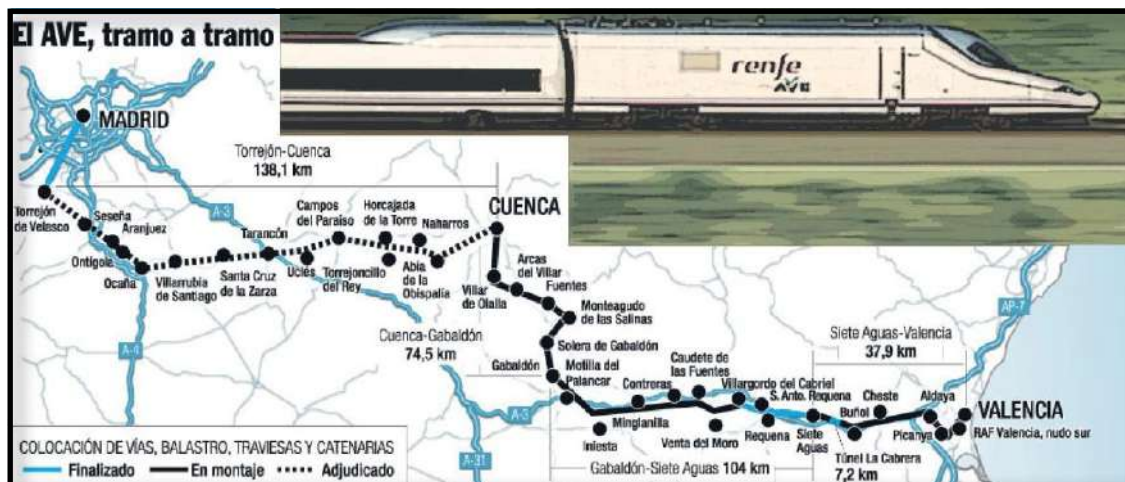 El AVE, tramo a tramo
renfe
AVE
MADRID
Torrejón-Cuenca
138,1 km
Torrejón
de Velasco
Seseña
Aranjuez
Ontígola
Ocaña
Villarrubia
de Santiago
Santa Cruz
de la Zarza
A-3
Tarancón
Uclés
Campos
del Paraíso
Torrejoncillo
del Rey
Horcajada
de la Torre
Abia
de la
Obispalía
Naharros
CUENCA
Villar
de Olalla
Arcas
del Villar
Fuentes
Monteagudo
de las Salinas
Cuenca-Gabaldón
74,5 km
Solera de Gabaldón
Gabaldón
Motilla del
Palancar
A-4
A-3
A-31
Iniesta
Minglanilla
Contreras
Caudete de
las Fuentes
Venta del Moro
Villargordo del Cabriel
S. Anto. Requena
Requena
Siete
Aguas
Gabaldón-Siete Aguas 104 km
Siete Aguas-Valencia
37,9 km
AP-7
Buñol
Cheste
Aldaya
Picanya
VALENCIA
RAF Valencia, nudo sur
Túnel La Cabrera
7,2 km
COLOCACIÓN DE VÍAS, BALASTRO, TRAVIESAS Y CATENARIAS
Finalizado
En montaje
Adjudicado